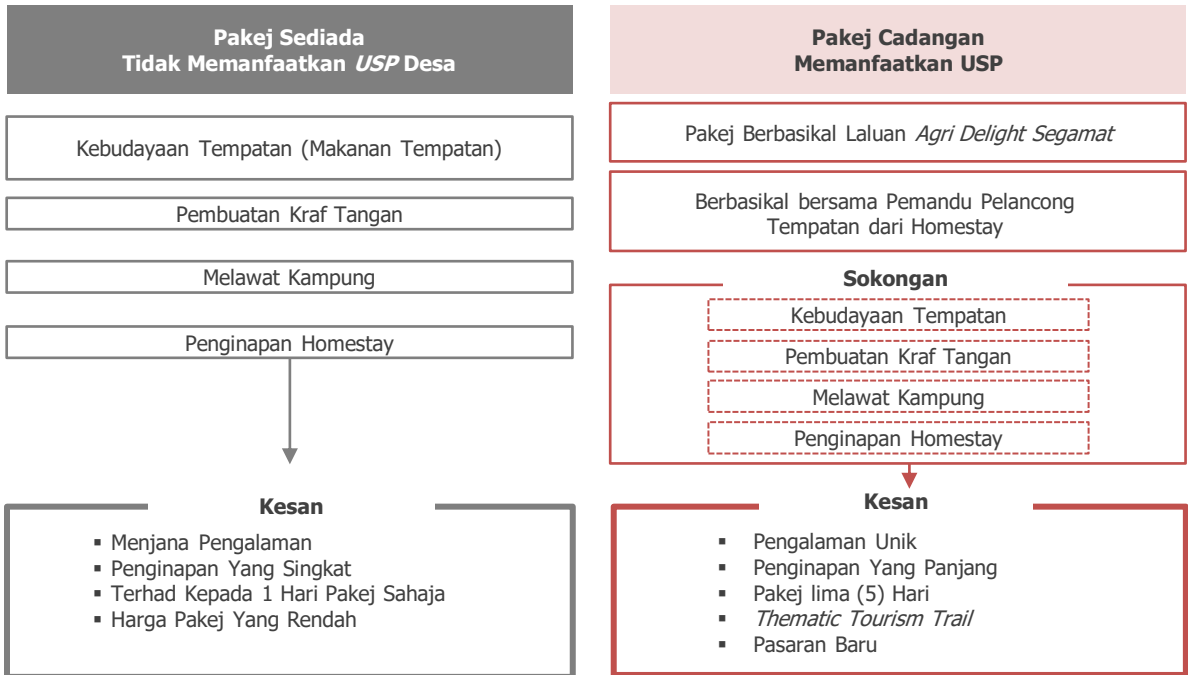 Pakej Sediada
Tidak Memanfaatkan USP Desa
Kebudayaan Tempatan (Makanan Tempatan)
Pembuatan Kraf Tangan
Melawat Kampung
Penginapan Homestay
Kesan
▪ Menjana Pengalaman
▪ Penginapan Yang Singkat
▪ Terhad Kepada 1 Hari Pakej Sahaja
▪ Harga Pakej Yang Rendah
Pakej Cadangan
Memanfaatkan USP
Pakej Berbasikal Laluan Agri Delight Segamat
Berbasikal bersama Pemandu Pelancong
Tempatan dari Homestay
Sokongan
Kebudayaan Tempatan
Pembuatan Kraf Tangan
Melawat Kampung
Penginapan Homestay
Kesan
▪ Pengalaman Unik
▪ Penginapan Yang Panjang
▪ Pakej lima (5) Hari
▪ Thematic Tourism Trail
▪ Pasaran Baru